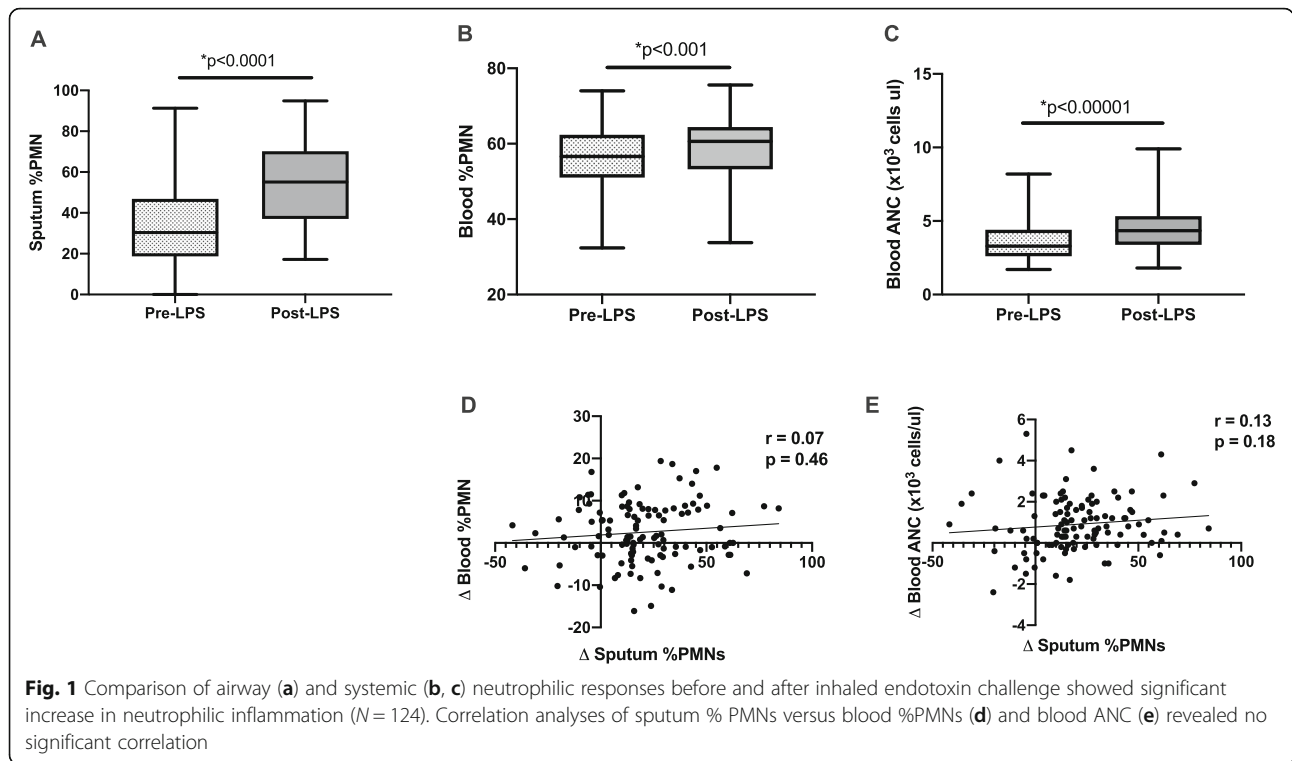 A
*p<0.0001
Sputum %PMN
100
80
60
40
20
0
Pre-LPS
Post-LPS
B
*p<0.001
Blood %PMN
80
60
40
20
Pre-LPS
Post-LPS
C
*p<0.00001
Blood ANC (x10³ cells ul)
15
10
5
0
Pre-LPS
Post-LPS
D
Δ Blood %PMN
30
20
10
-10
-20
-50
50
100
r = 0.07
p = 0.46
Δ Sputum %PMNs
E
Δ Blood ANC (x10³ cells/ul)
6
4
2
-2
-4
-50
50
100
r = 0.13
p = 0.18
Δ Sputum %PMNs
Fig. 1 Comparison of airway (a) and systemic (b, c) neutrophilic responses before and after inhaled endotoxin challenge showed significant
increase in neutrophilic inflammation (N = 124). Correlation analyses of sputum % PMNs versus blood %PMNs (d) and blood ANC (e) revealed no
significant correlation